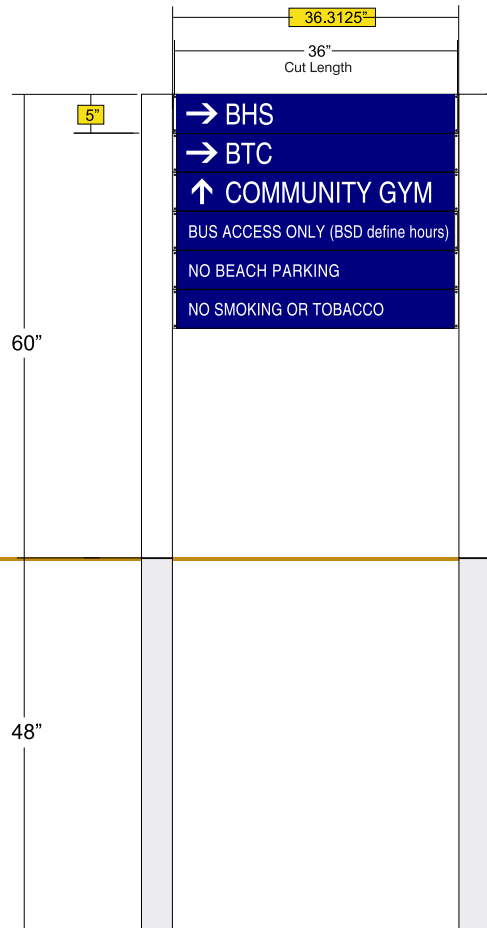 36.3125”
36”
Cut Length
5”
→ BHS
→ BTC
↑ COMMUNITY GYM
BUS ACCESS ONLY (BSD define hours)
NO BEACH PARKING
NO SMOKING OR TOBACCO
60”
48”